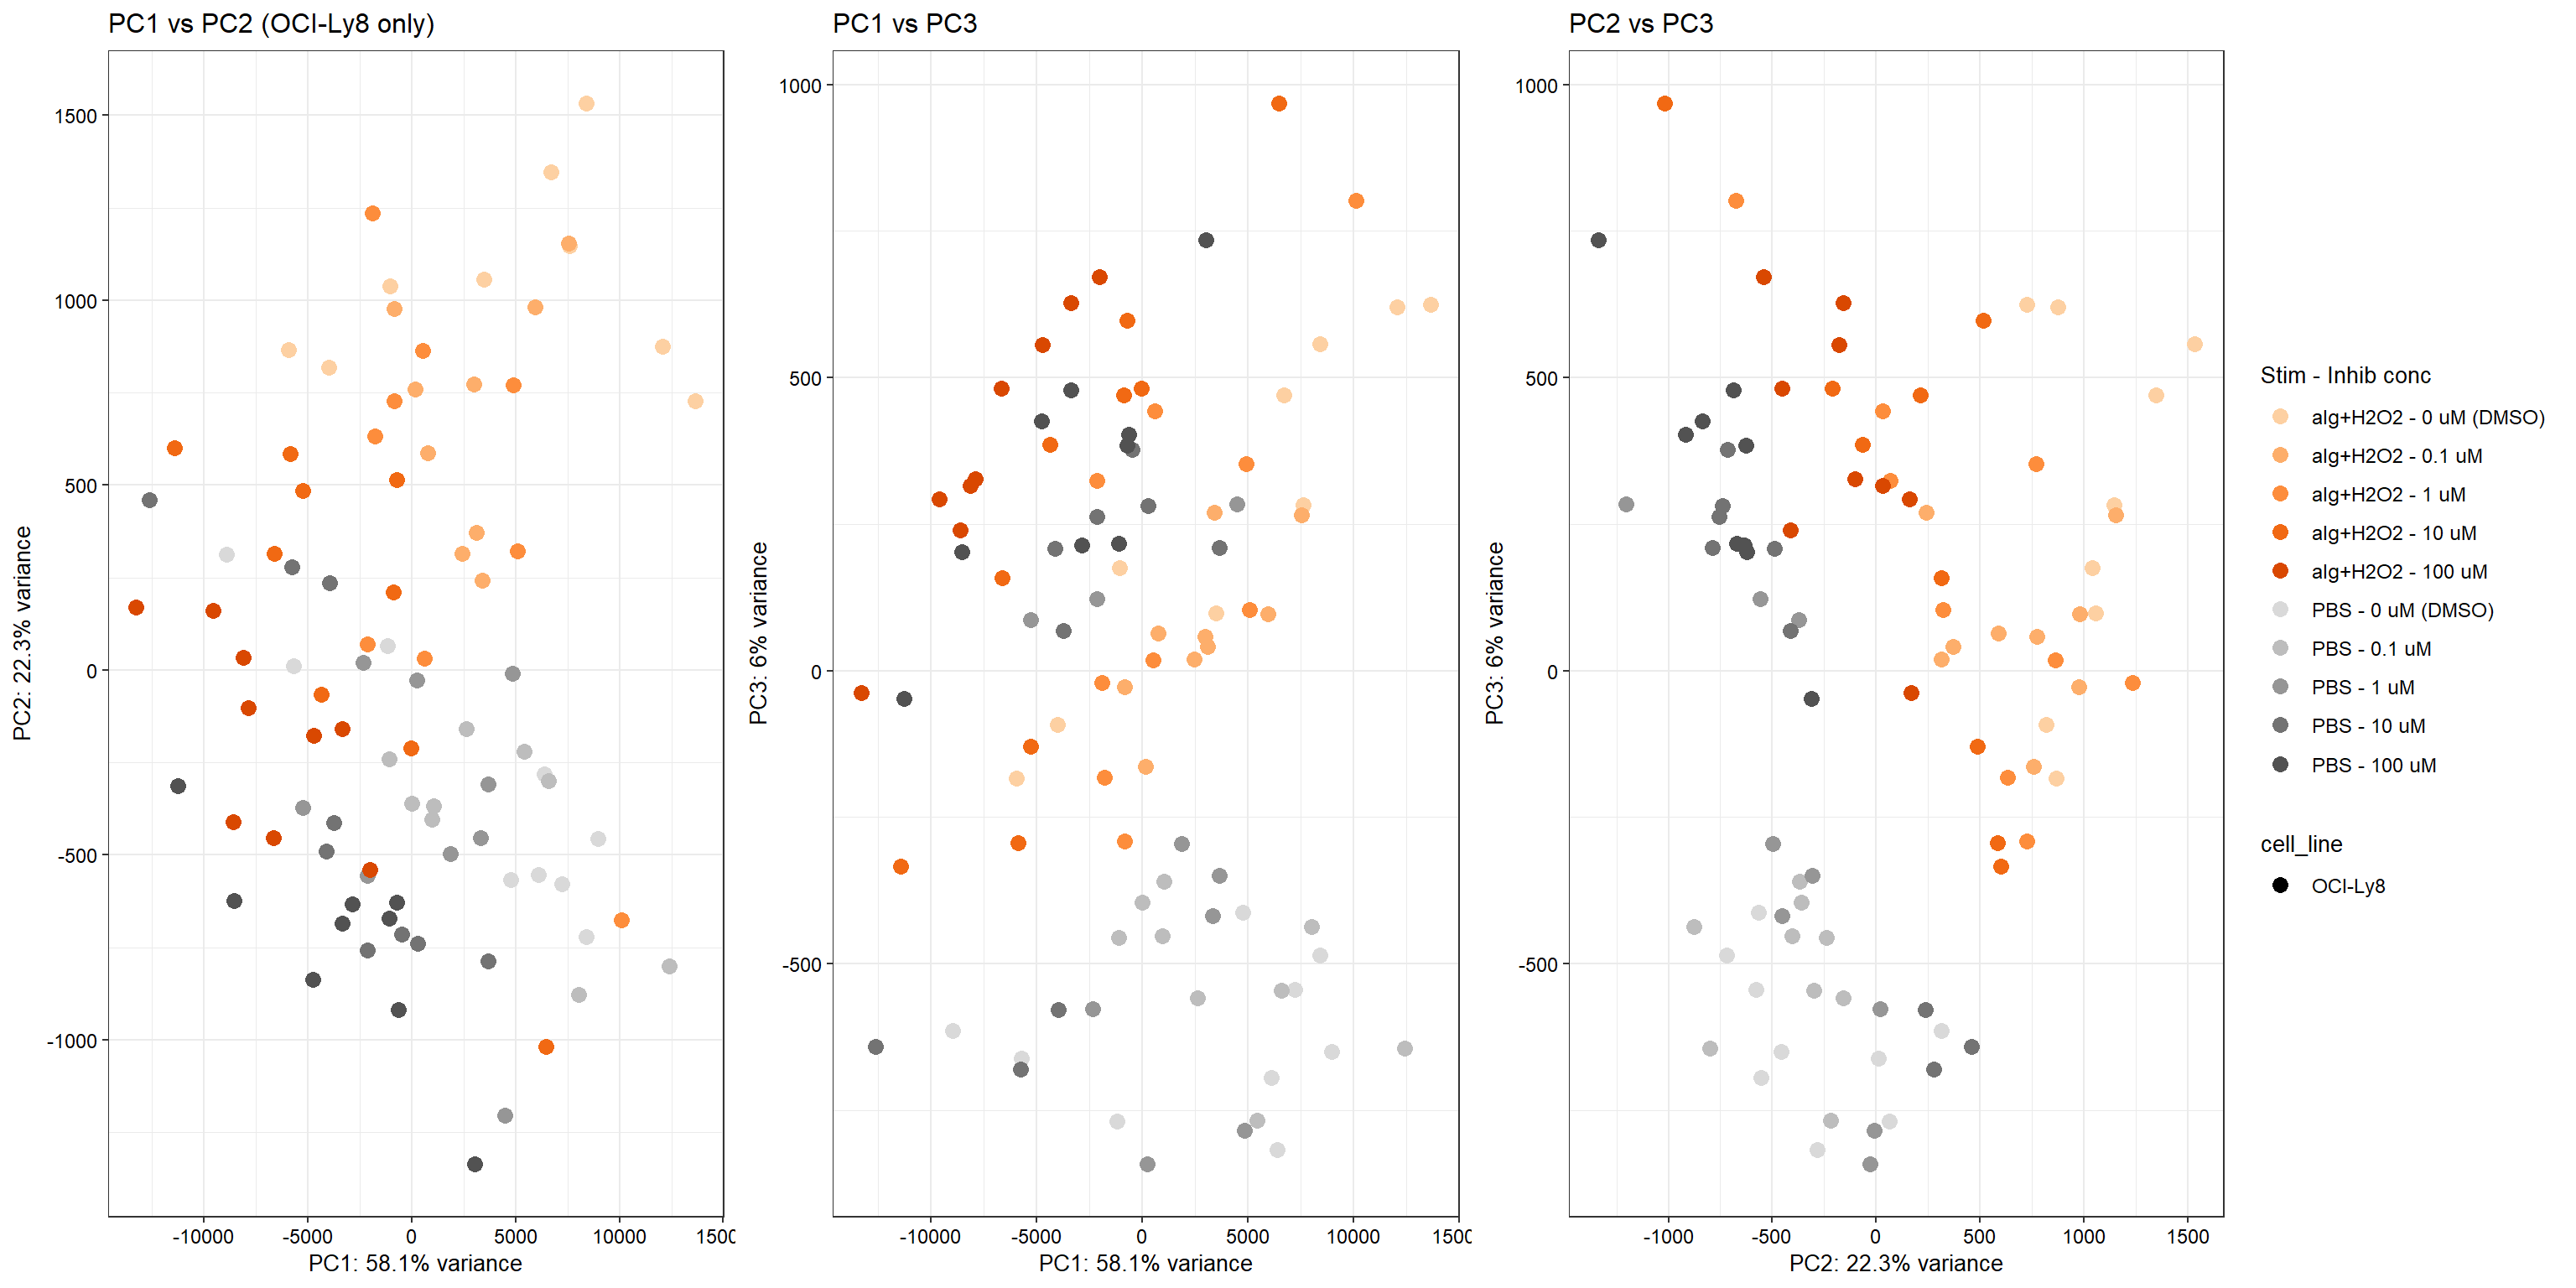 PC1 vs PC2 (OCI-Ly8 only)
1500
1000
500
0
-500
-1000
-10000
-5000
0
5000
10000
1500
PC2: 22.3% variance
PC1: 58.1% variance
PC1 vs PC3
1000
500
0
-500
-10000
-5000
0
5000
10000
1500
PC3: 6% variance
PC1: 58.1% variance
PC2 vs PC3
1000
500
0
-500
-1000
-500
0
500
1000
1500
PC3: 6% variance
PC2: 22.3% variance
Stim - Inhib conc
aIg+H2O2 - 0 uM (DMSO)
aIg+H2O2 - 0.1 uM
aIg+H2O2 - 1 uM
aIg+H2O2 - 10 uM
aIg+H2O2 - 100 uM
PBS - 0 uM (DMSO)
PBS - 0.1 uM
PBS - 1 uM
PBS - 10 uM
PBS - 100 uM
cell_line
OCI-Ly8